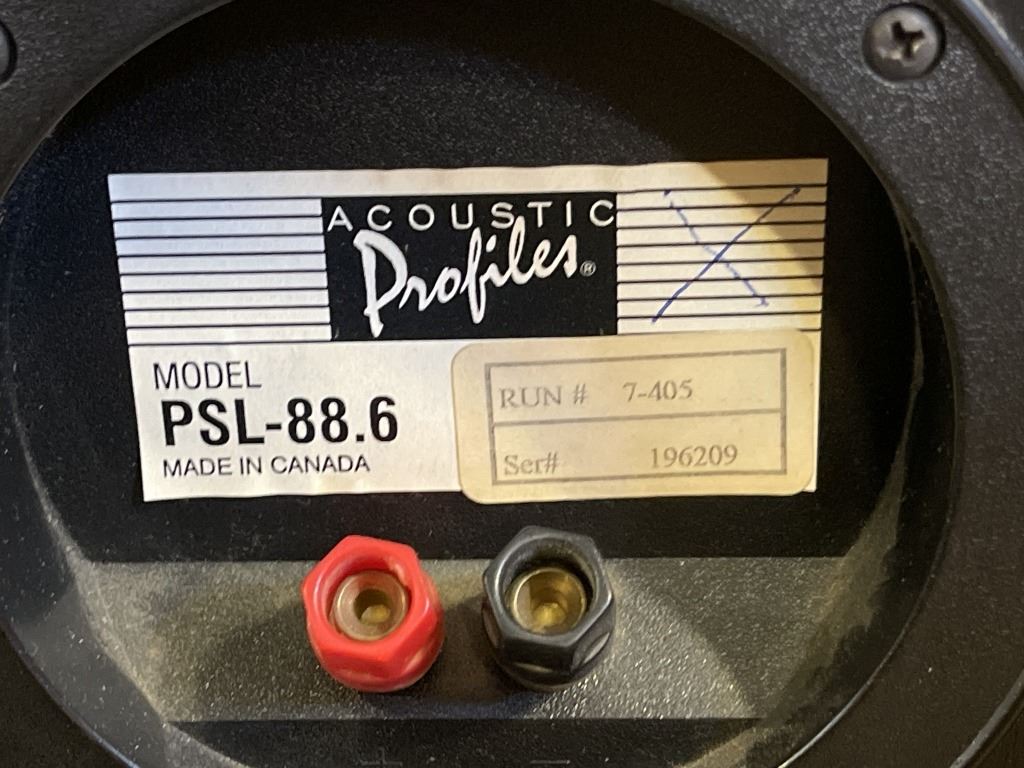 ACOUSTIC
Profiles®
MODEL
PSL-88.6
MADE IN CANADA
RUN # 7-405
Ser# 196209